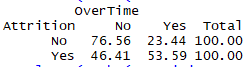 OverTime
Attrition No Yes Total
No 76.56 23.44 100.00
Yes 46.41 53.59 100.00